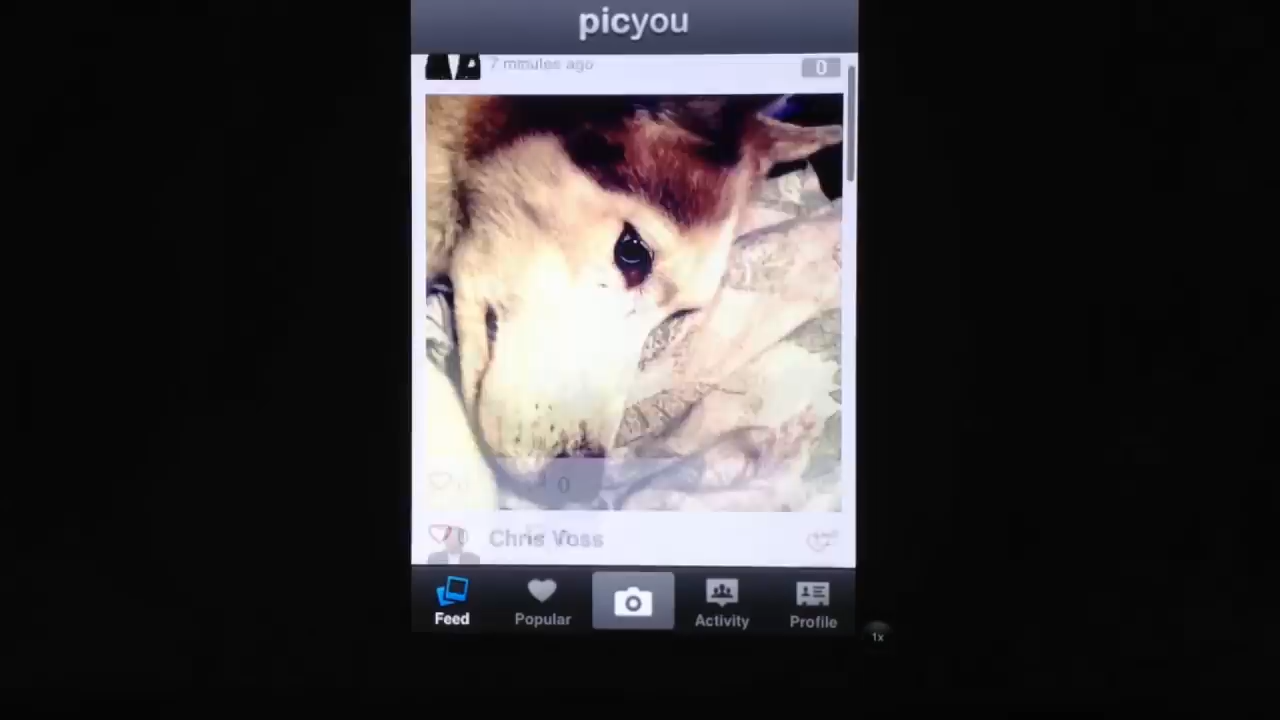 picyou
7 minutes ago
0
0
Chris Voss
Feed
Popular
Activity
Profile
1x